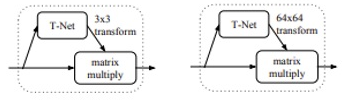 T-Net
3x3
transform
matrix
multiply
T-Net
64x64
transform
matrix
multiply